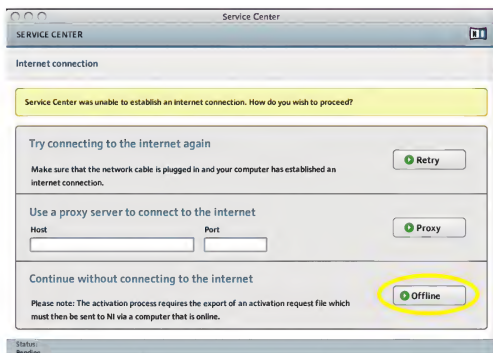 Service Center
SERVICE CENTER
Internet connection
Service Center was unable to establish an internet connection. How do you wish to proceed?
Try connecting to the internet again
Make sure that the network cable is plugged in and your computer has established an
internet connection.
Retry
Use a proxy server to connect to the internet
Host Port
Proxy
Continue without connecting to the internet
Please note: The activation process requires the export of an activation request file which
must then be sent to NI via a computer that is online.
Offline
Status:
Pending